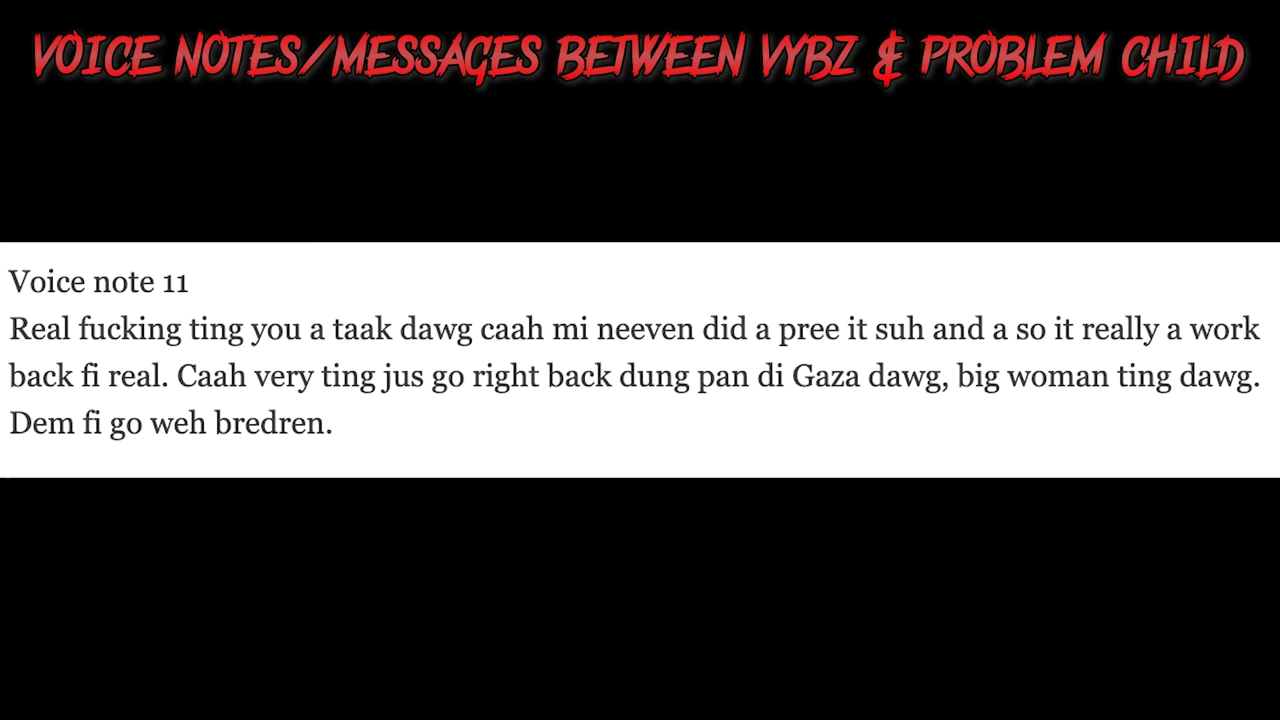 VOICE NOTES/MESSAGES BETWEEN VYBZ & PROBLEM CHILD
Voice note 11
Real fucking ting you a taak dawg caah mi neeven did a pree it suh and a so it really a work
back fi real. Caah very ting jus go right back dung pan di Gaza dawg, big woman ting dawg.
Dem fi go weh bredren.